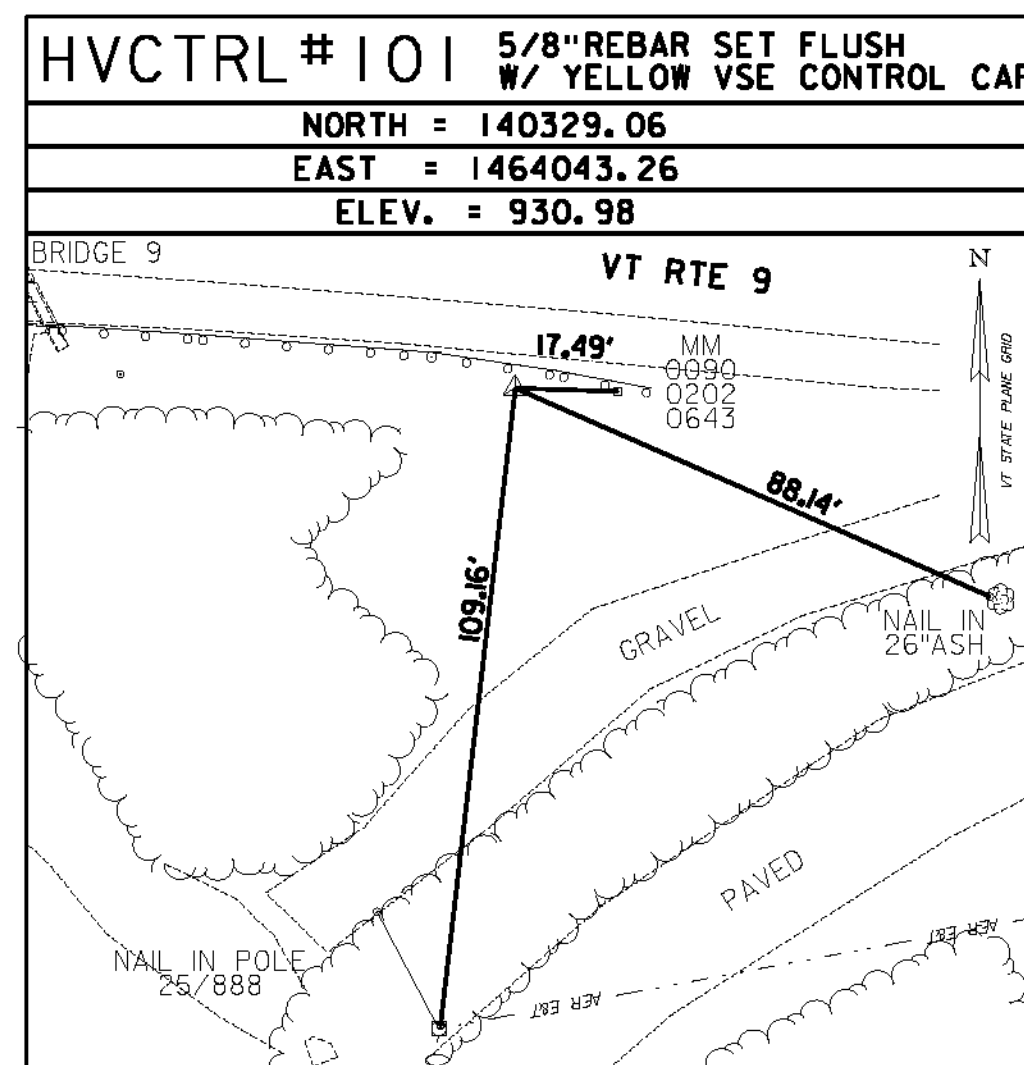 HVCTRL#101
5/8"REBAR SET FLUSH
W/ YELLOW VSE CONTROL CAP
NORTH = 140329.06
EAST = 1464043.26
ELEV. = 930.98
BRIDGE 9
VT RTE 9
N
17.49'
MM
0090
0202
0643
VT STATE PLANE GRID
88.14'
109.16'
GRAVEL
NAIL IN
26"ASH
PAVED
NAIL IN POLE
25/888
AER E&T
AER E&T